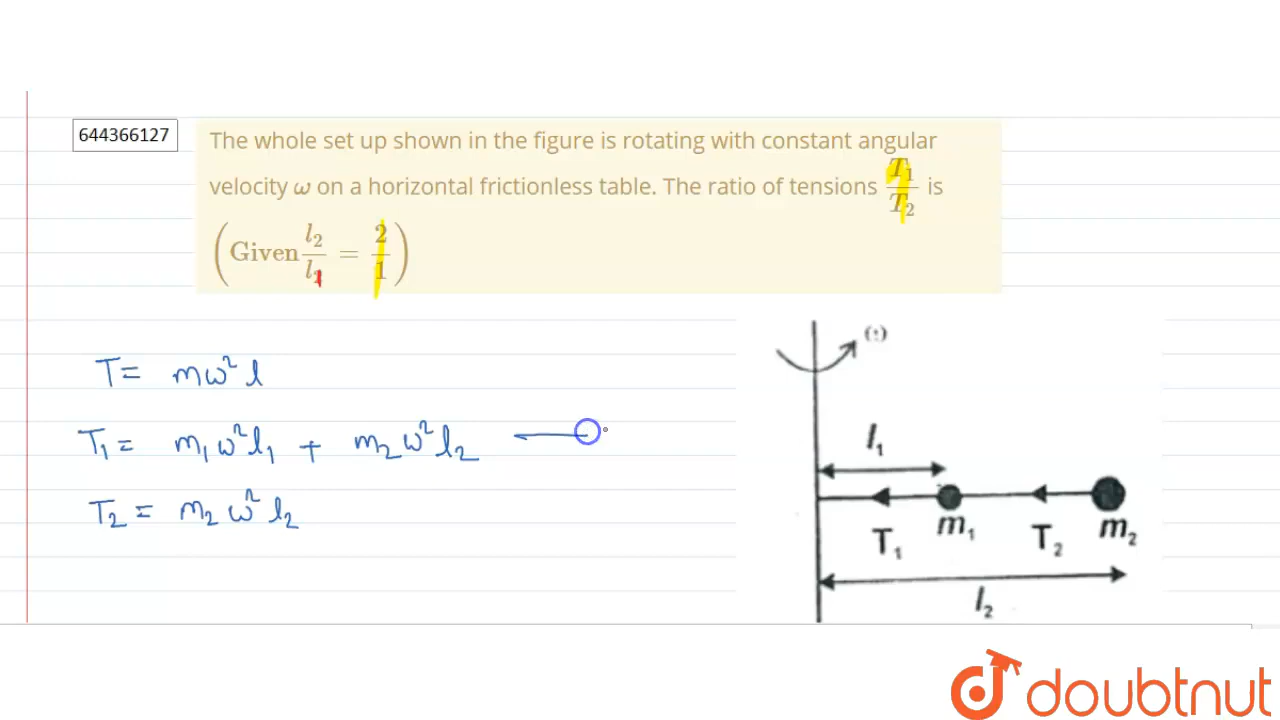 644366127
The whole set up shown in the figure is rotating with constant angular
velocity ω on a horizontal frictionless table. The ratio of tensions T₁/T₂ is
(Given l₂/l₁ = 2/1)
T = mω²l
T₁ = m₁ω²l₁ + m₂ω²l₂
T₂ = m₂ω²l₂
l₁
T₁ m₁ T₂ m₂
l₂
doubtnut